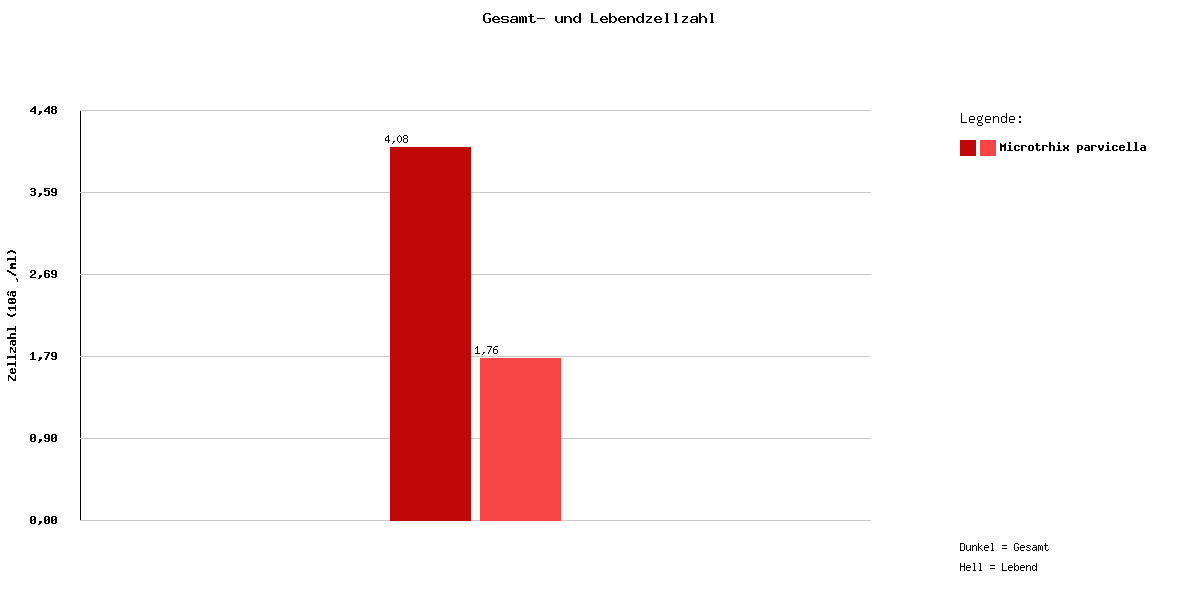 Gesamt- und Lebendzellzahl
4,48
3,59
2,69
1,79
0,90
0,00
Zellzahl (10â ¸/ml)
4,08
1,76
Legende:
Microtrhix parvicella
Dunkel = Gesamt
Hell = Lebend